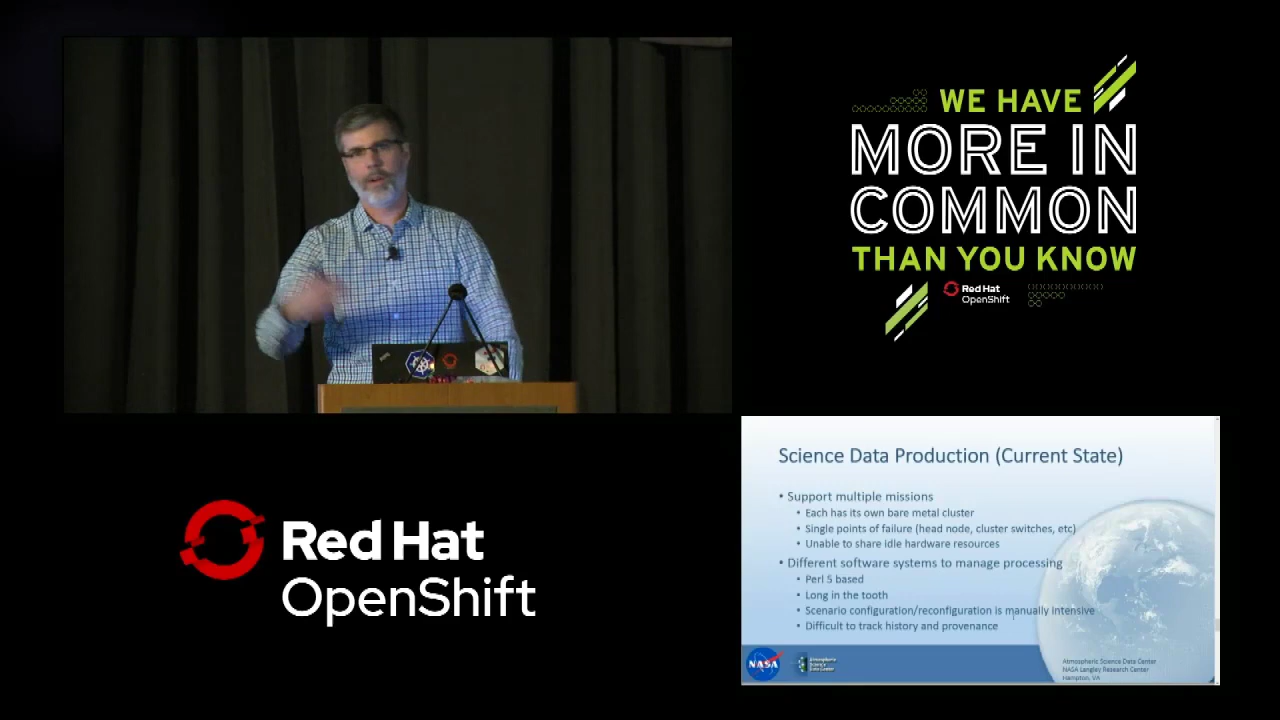 WE HAVE
MORE IN
COMMON
THAN YOU KNOW
Red Hat
OpenShift
Red Hat
OpenShift
Science Data Production (Current State)
• Support multiple missions
• Each has its own bare metal cluster
• Single points of failure (head node, cluster switches, etc)
• Unable to share idle hardware resources
• Different software systems to manage processing
• Perl 5 based
• Long in the tooth
• Scenario configuration/reconfiguration is manually intensive
• Difficult to track history and provenance
NASA
Atmospheric
Science
Data Center
Atmospheric Science Data Center
NASA Langley Research Center
Hampton, VA